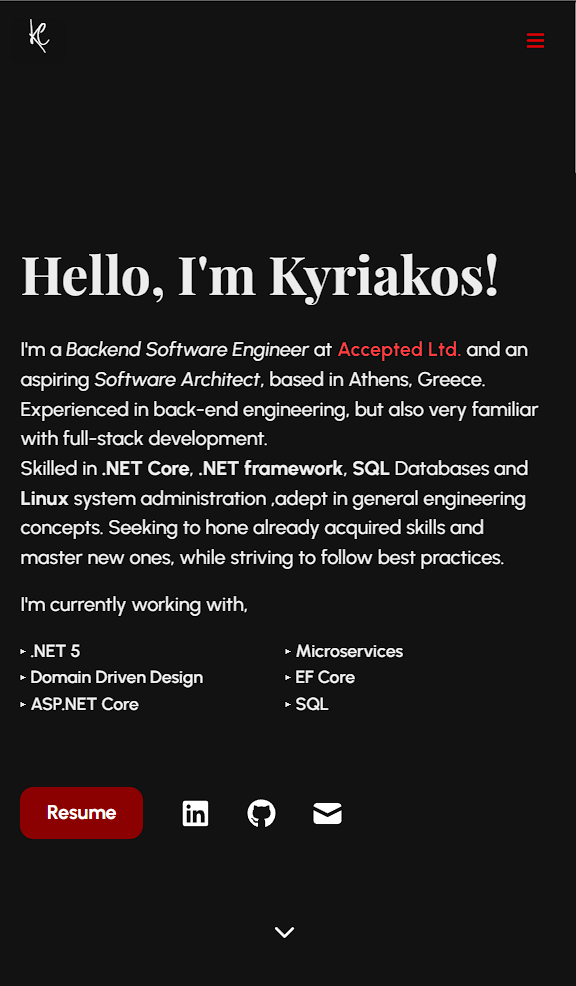 KC
Hello, I'm Kyriakos!
I'm a Backend Software Engineer at Accepted Ltd. and an
aspiring Software Architect, based in Athens, Greece.
Experienced in back-end engineering, but also very familiar
with full-stack development.
Skilled in .NET Core, .NET framework, SQL Databases and
Linux system administration ,adept in general engineering
concepts. Seeking to hone already acquired skills and
master new ones, while striving to follow best practices.
I'm currently working with,
.NET 5
Microservices
Domain Driven Design
EF Core
ASP.NET Core
SQL
Resume
in